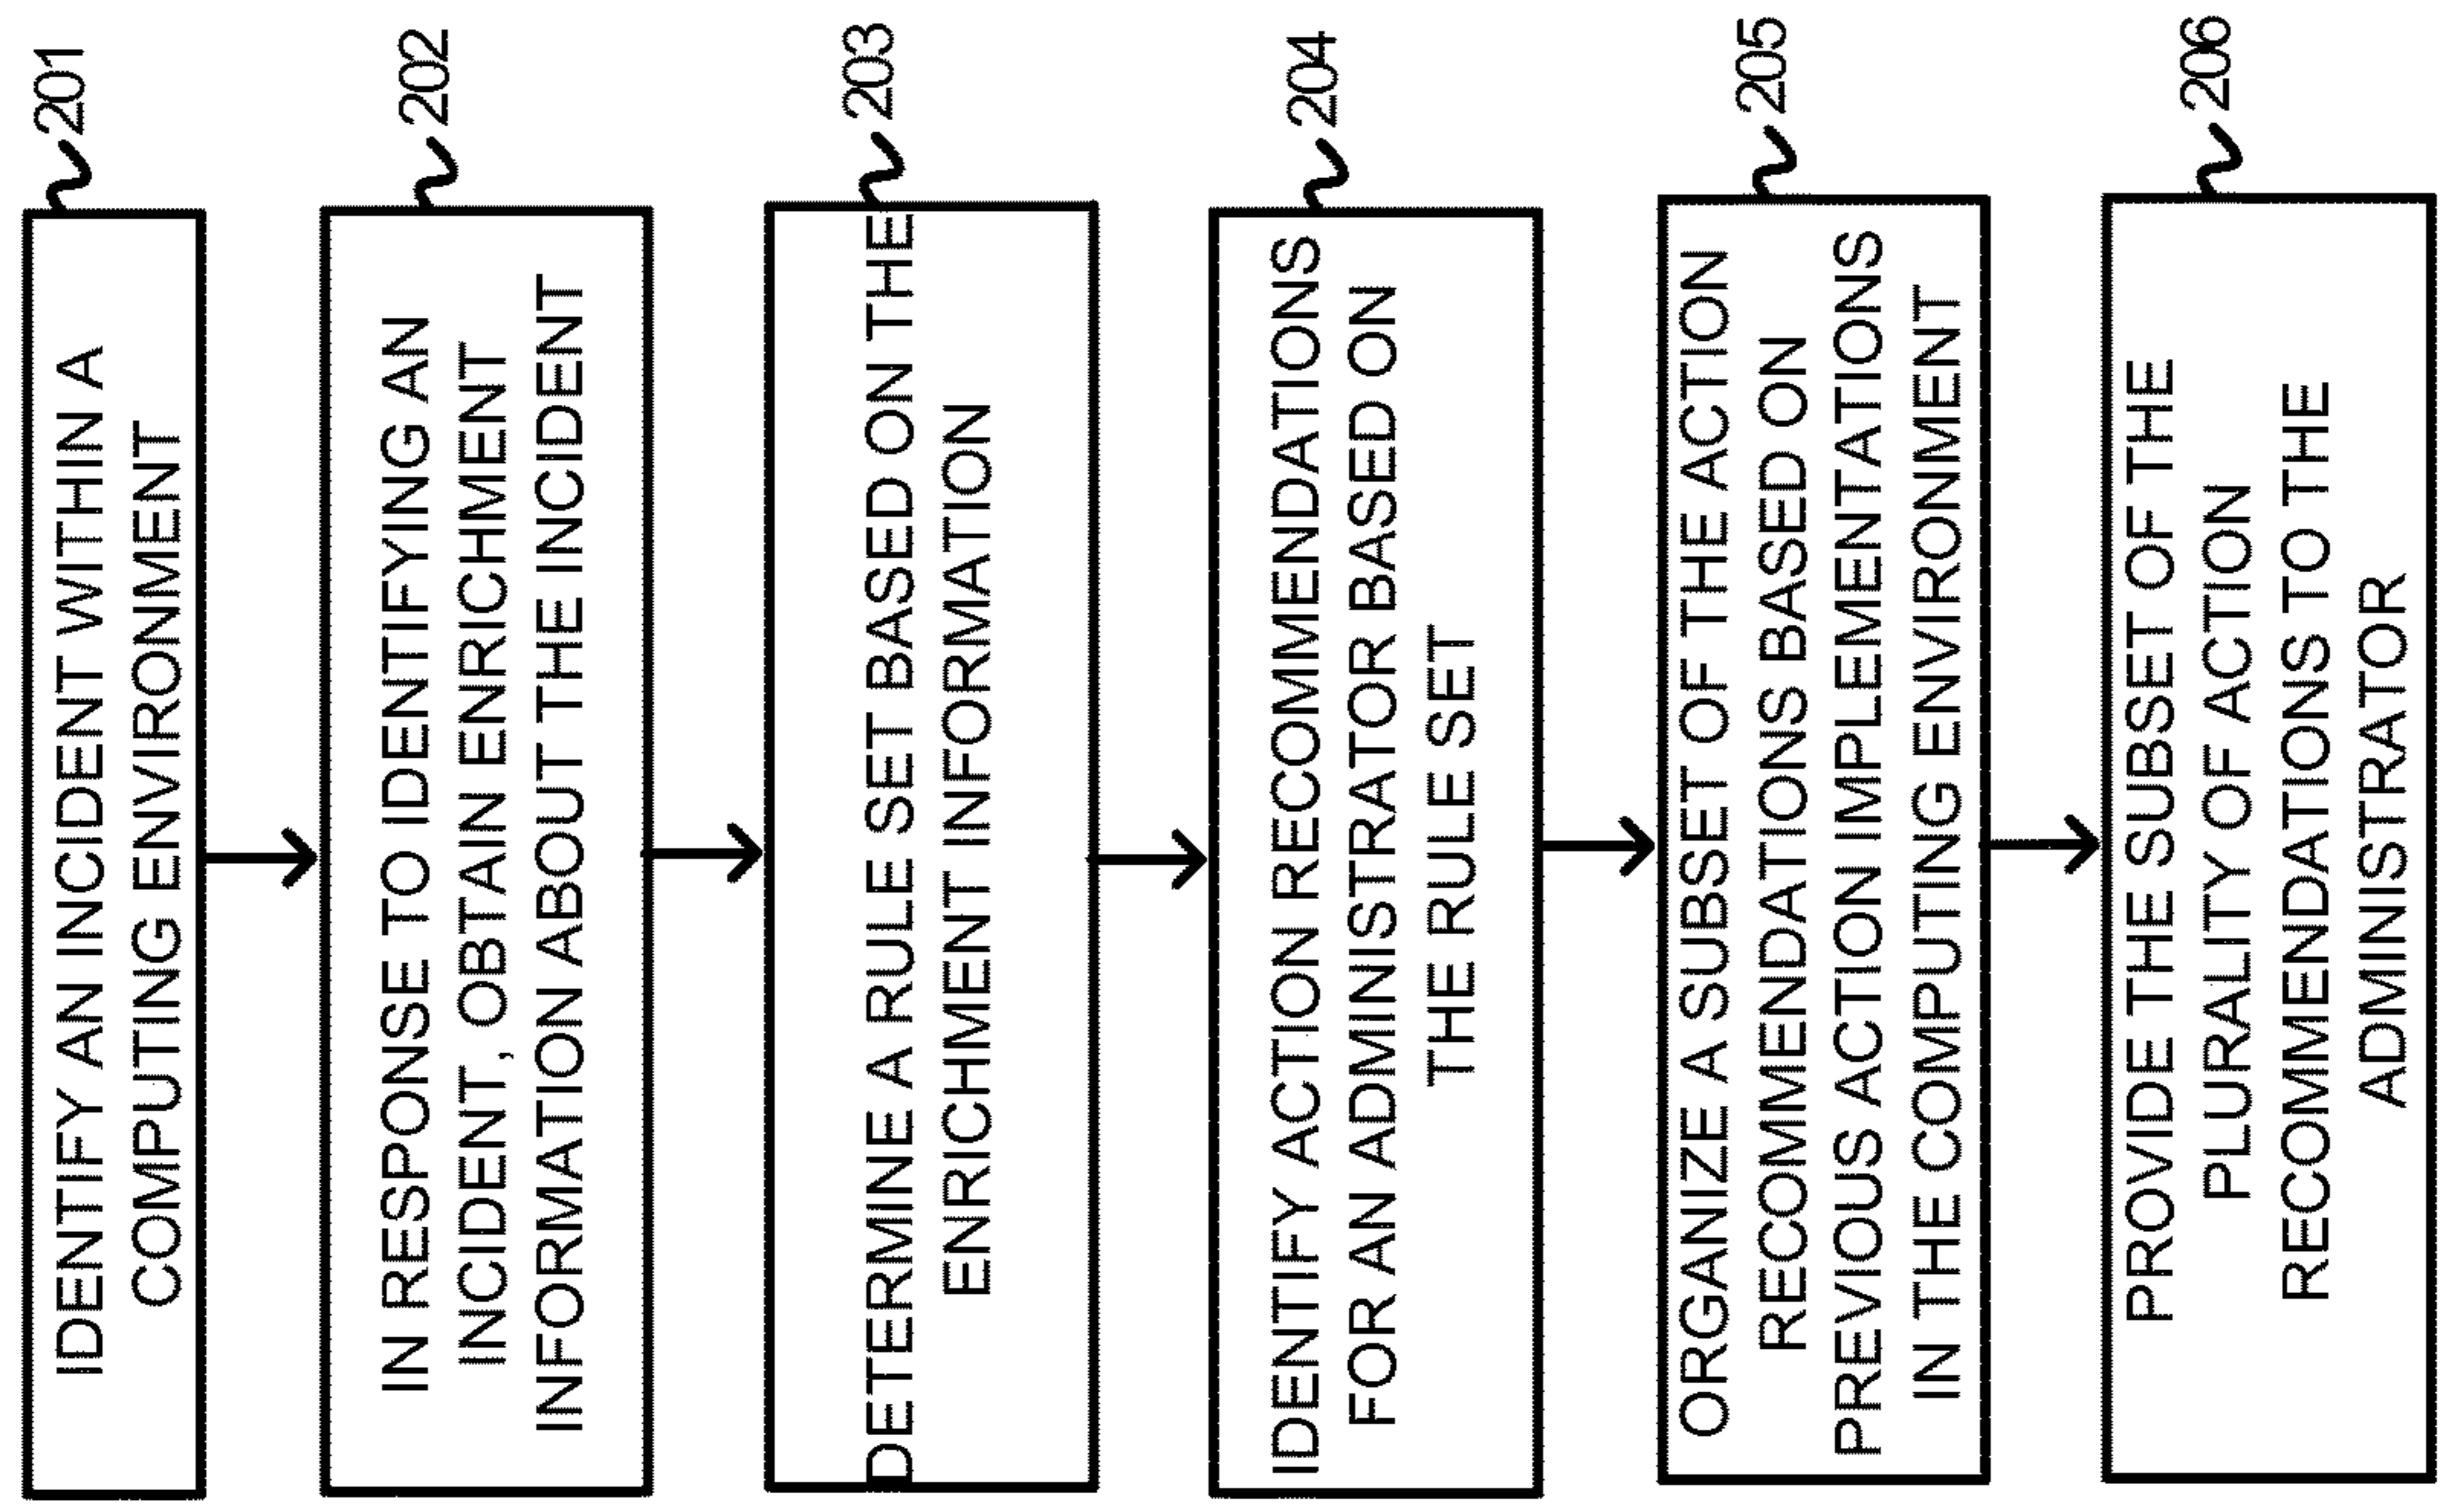 201
IDENTIFY AN INCIDENT WITHIN A
COMPUTING ENVIRONMENT
202
IN RESPONSE TO IDENTIFYING AN
INCIDENT, OBTAIN ENRICHMENT
INFORMATION ABOUT THE INCIDENT
203
DETERMINE A RULE SET BASED ON THE
ENRICHMENT INFORMATION
204
IDENTIFY ACTION RECOMMENDATIONS
FOR AN ADMINISTRATOR BASED ON
THE RULE SET
205
ORGANIZE A SUBSET OF THE ACTION
RECOMMENDATIONS BASED ON
PREVIOUS ACTION IMPLEMENTATIONS
IN THE COMPUTING ENVIRONMENT
206
PROVIDE THE SUBSET OF THE
PLURALITY OF ACTION
RECOMMENDATIONS TO THE
ADMINISTRATOR